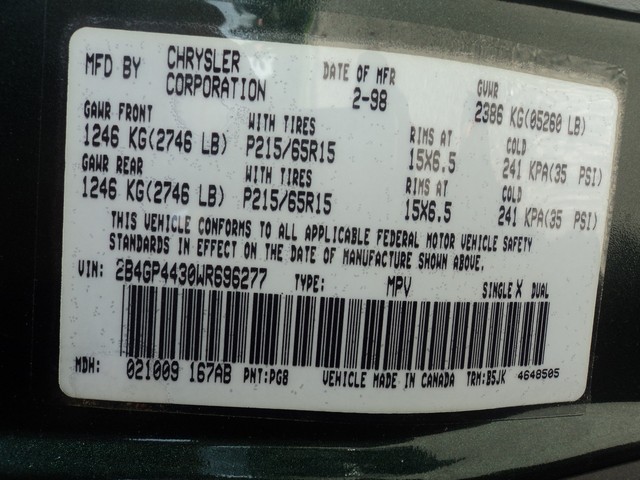 MFD BY CHRYSLER CORPORATION DATE OF MFR 2-98 GVWR 2386 KG(05260 LB)
GAWR FRONT WITH TIRES RIMS AT COLD
1246 KG(2746 LB) P215/65R15 15X6.5 241 KPA(35 PSI)
GAWR REAR WITH TIRES RIMS AT COLD
1246 KG(2746 LB) P215/65R15 15X6.5 241 KPA(35 PSI)
THIS VEHICLE CONFORMS TO ALL APPLICABLE FEDERAL MOTOR VEHICLE SAFETY
STANDARDS IN EFFECT ON THE DATE OF MANUFACTURE SHOWN ABOVE.
VIN: 2B4GP4430WR696277 TYPE: MPV SINGLE X DUAL
MDH: 021009 167AB PNT:PG8 VEHICLE MADE IN CANADA TRM:B5JK 4648505